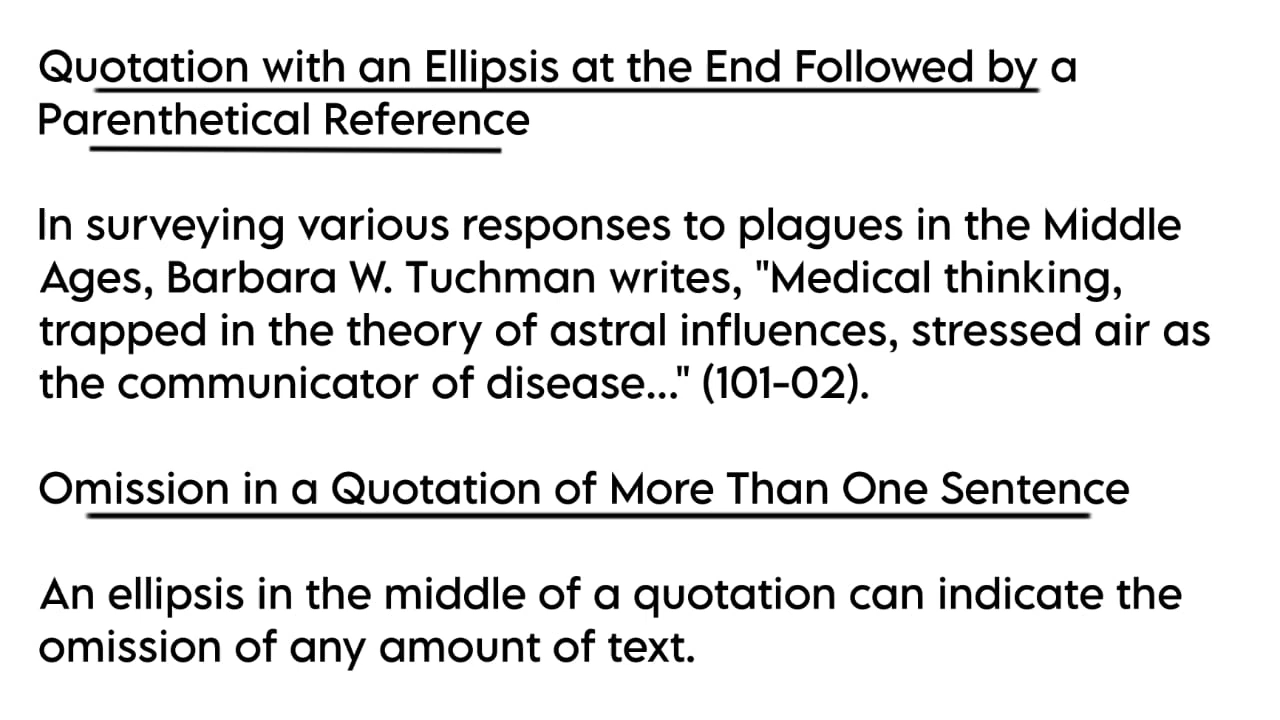 Quotation with an Ellipsis at the End Followed by a
Parenthetical Reference
In surveying various responses to plagues in the Middle
Ages, Barbara W. Tuchman writes, "Medical thinking,
trapped in the theory of astral influences, stressed air as
the communicator of disease..." (101-02).
Omission in a Quotation of More Than One Sentence
An ellipsis in the middle of a quotation can indicate the
omission of any amount of text.